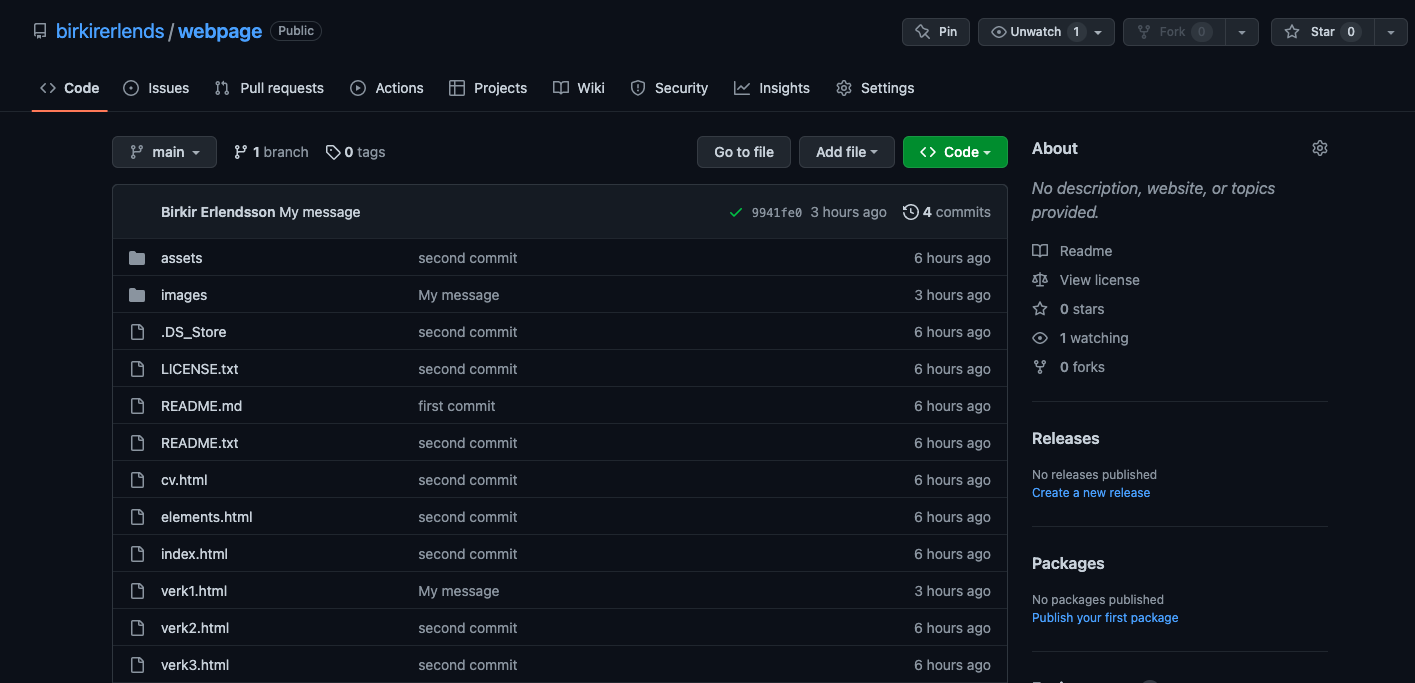 birkirerlends / webpage Public
Pin Unwatch 1 Fork 0 Star 0
Code Issues Pull requests Actions Projects Wiki Security Insights Settings
main 1 branch 0 tags Go to file Add file Code
Birkir Erlendsson My message 9941fe0 3 hours ago 4 commits
assets second commit 6 hours ago
images My message 3 hours ago
.DS_Store second commit 6 hours ago
LICENSE.txt second commit 6 hours ago
README.md first commit 6 hours ago
README.txt second commit 6 hours ago
cv.html second commit 6 hours ago
elements.html second commit 6 hours ago
index.html second commit 6 hours ago
verk1.html My message 3 hours ago
verk2.html second commit 6 hours ago
verk3.html second commit 6 hours ago
About
No description, website, or topics
provided.
Readme
View license
0 stars
1 watching
0 forks
Releases
No releases published
Create a new release
Packages
No packages published
Publish your first package